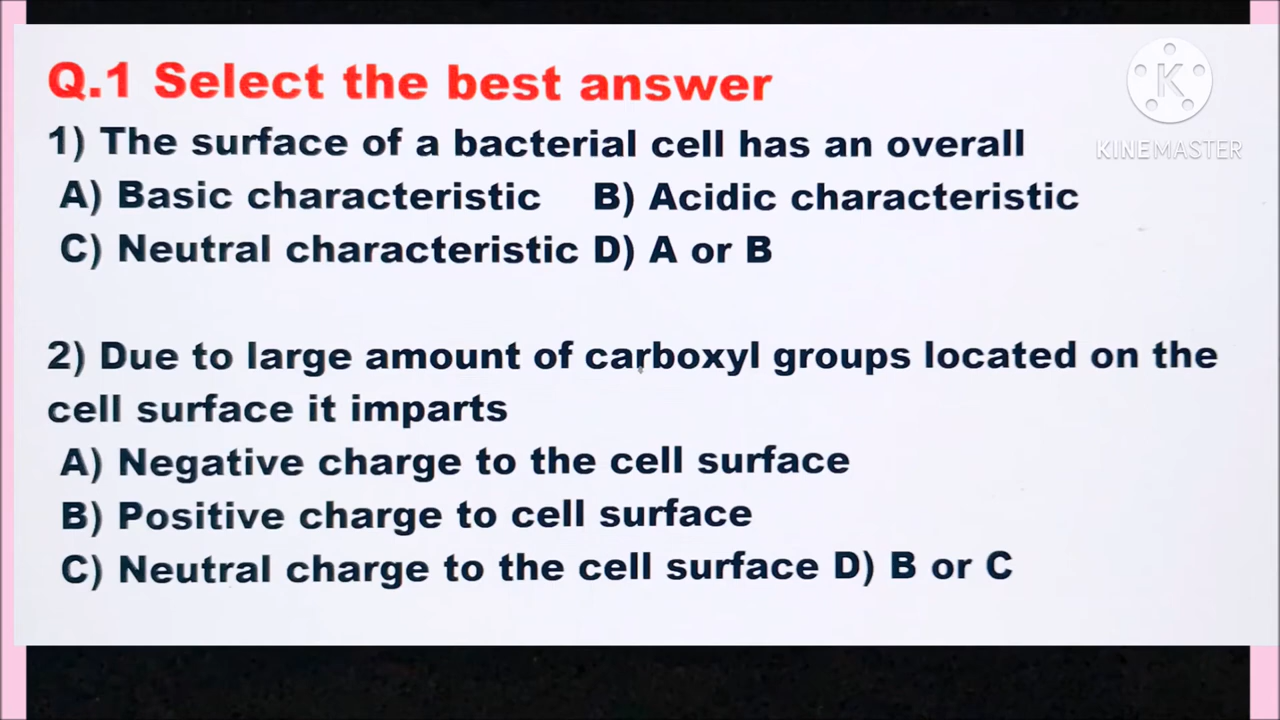 Q.1 Select the best answer
1) The surface of a bacterial cell has an overall
A) Basic characteristic B) Acidic characteristic
C) Neutral characteristic D) A or B
2) Due to large amount of carboxyl groups located on the
cell surface it imparts
A) Negative charge to the cell surface
B) Positive charge to cell surface
C) Neutral charge to the cell surface D) B or C
K
KINEMASTER